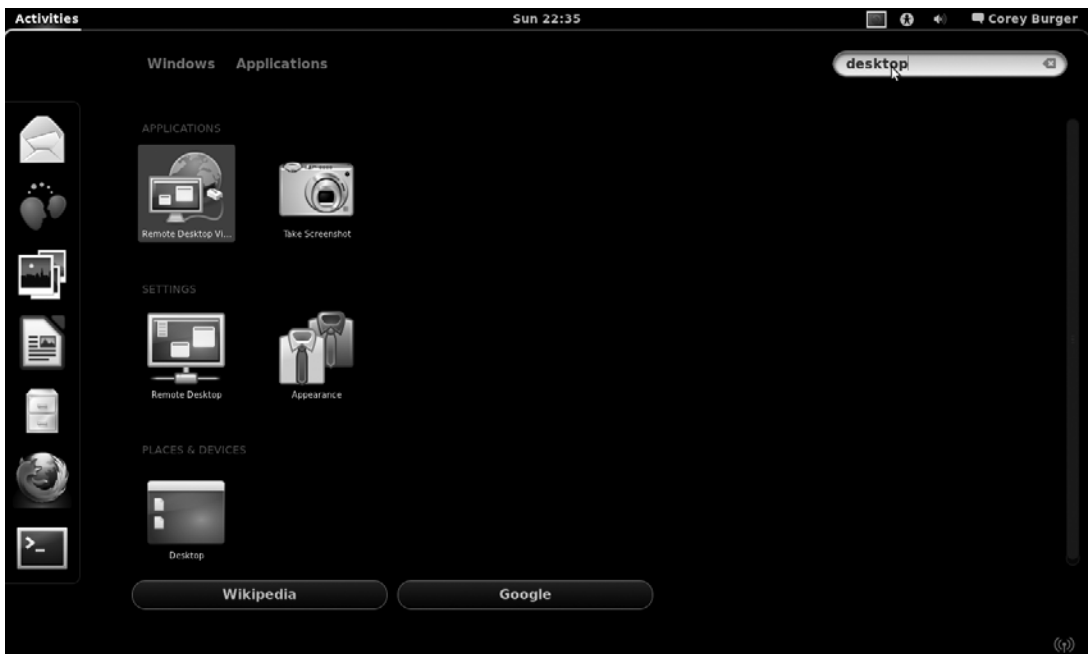 Activities Sun 22:35 Corey Burger
Windows Applications desktop
APPLICATIONS
Remote Desktop Vi... Take Screenshot
SETTINGS
Remote Desktop Appearance
PLACES & DEVICES
Desktop
Wikipedia Google